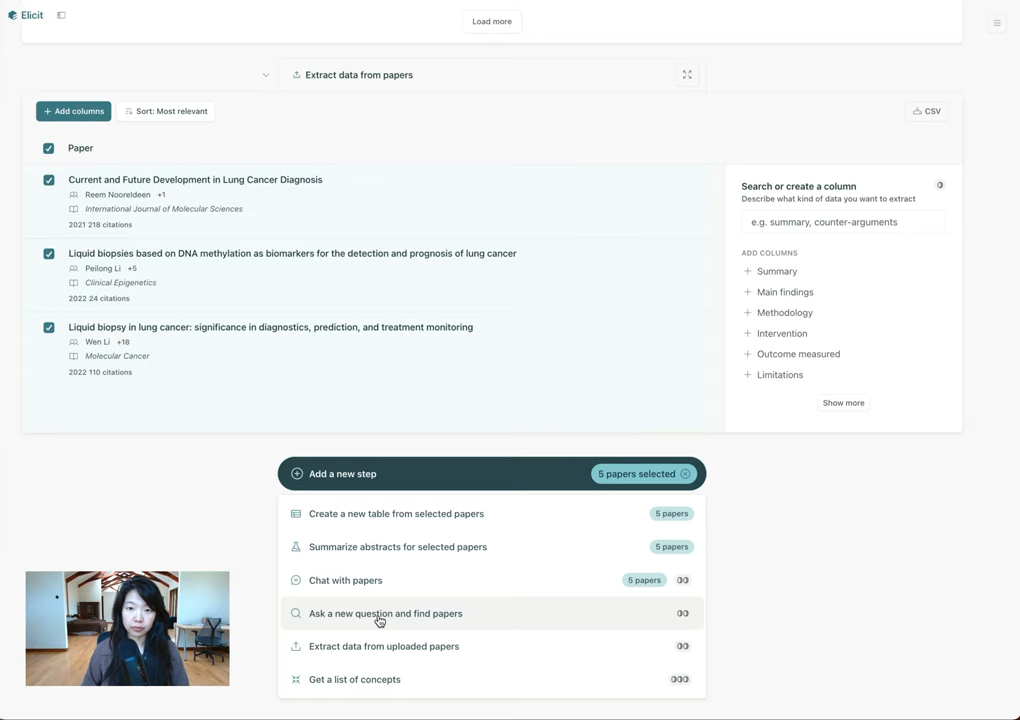 Elicit
Load more
Extract data from papers
Add columns
Sort: Most relevant
CSV
Paper
Current and Future Development in Lung Cancer Diagnosis
Reem Nooreldeen +1
International Journal of Molecular Sciences
2021 218 citations
Liquid biopsies based on DNA methylation as biomarkers for the detection and prognosis of lung cancer
Peilong Li +5
Clinical Epigenetics
2022 24 citations
Liquid biopsy in lung cancer: significance in diagnostics, prediction, and treatment monitoring
Wen Li +18
Molecular Cancer
2022 110 citations
Search or create a column
Describe what kind of data you want to extract
e.g. summary, counter-arguments
ADD COLUMNS
Summary
Main findings
Methodology
Intervention
Outcome measured
Limitations
Show more
Add a new step
5 papers selected
Create a new table from selected papers
5 papers
Summarize abstracts for selected papers
5 papers
Chat with papers
5 papers
Ask a new question and find papers
Extract data from uploaded papers
Get a list of concepts